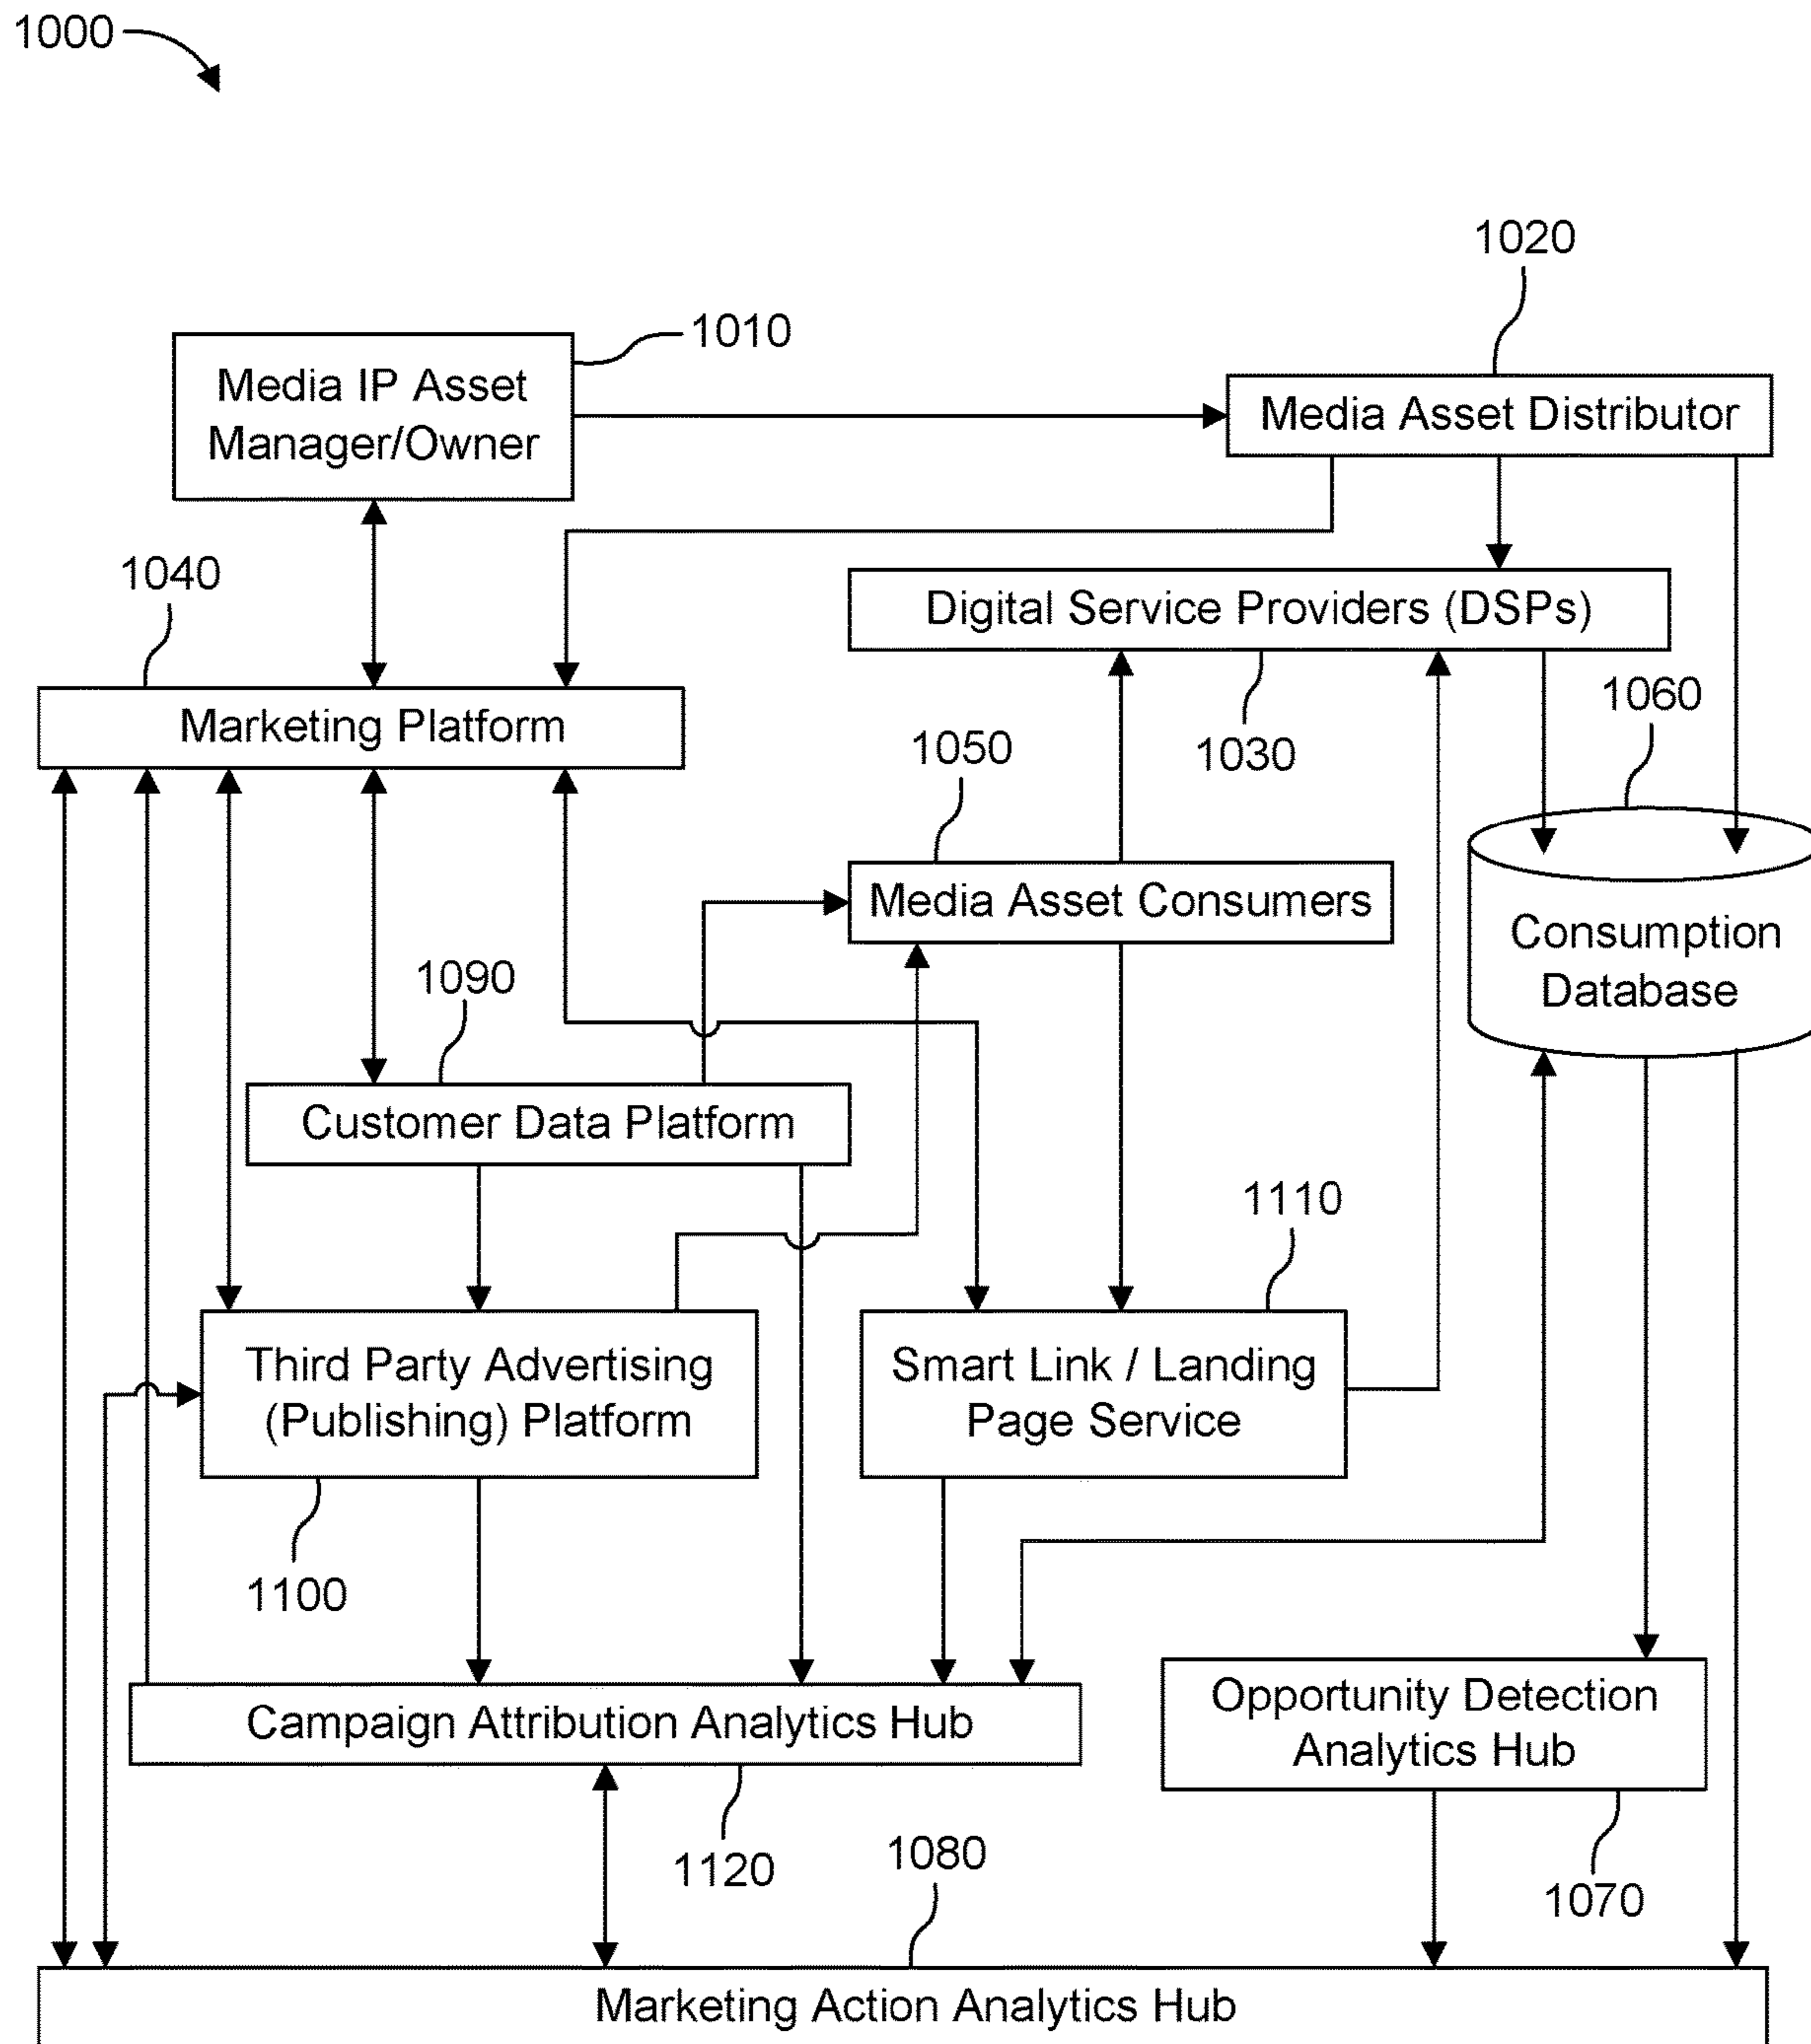 1000
1020
1010
Media IP Asset
Manager/Owner
Media Asset Distributor
1040
Digital Service Providers (DSPs)
1060
Marketing Platform
1050
1030
Media Asset Consumers
Consumption
Database
1090
Customer Data Platform
1110
Third Party Advertising
(Publishing) Platform
Smart Link / Landing
Page Service
1100
Campaign Attribution Analytics Hub
Opportunity Detection
Analytics Hub
1120
1080
1070
Marketing Action Analytics Hub